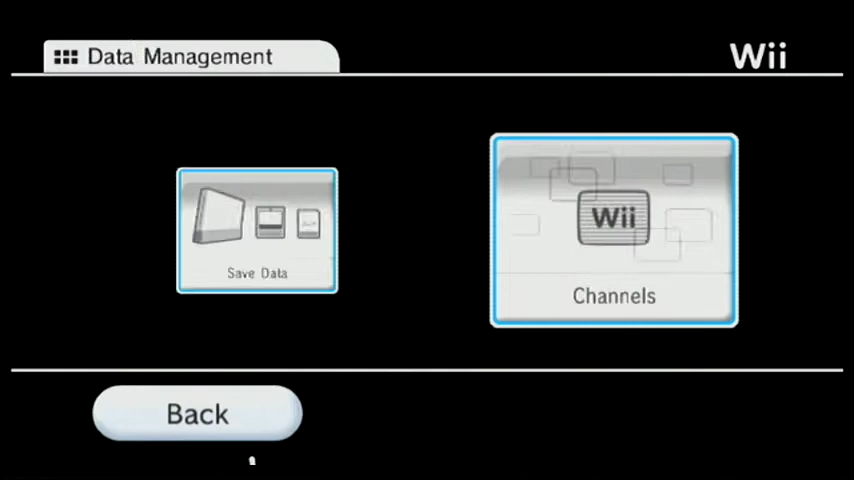 Data Management
Wii
Wii
Save Data
Channels
Back